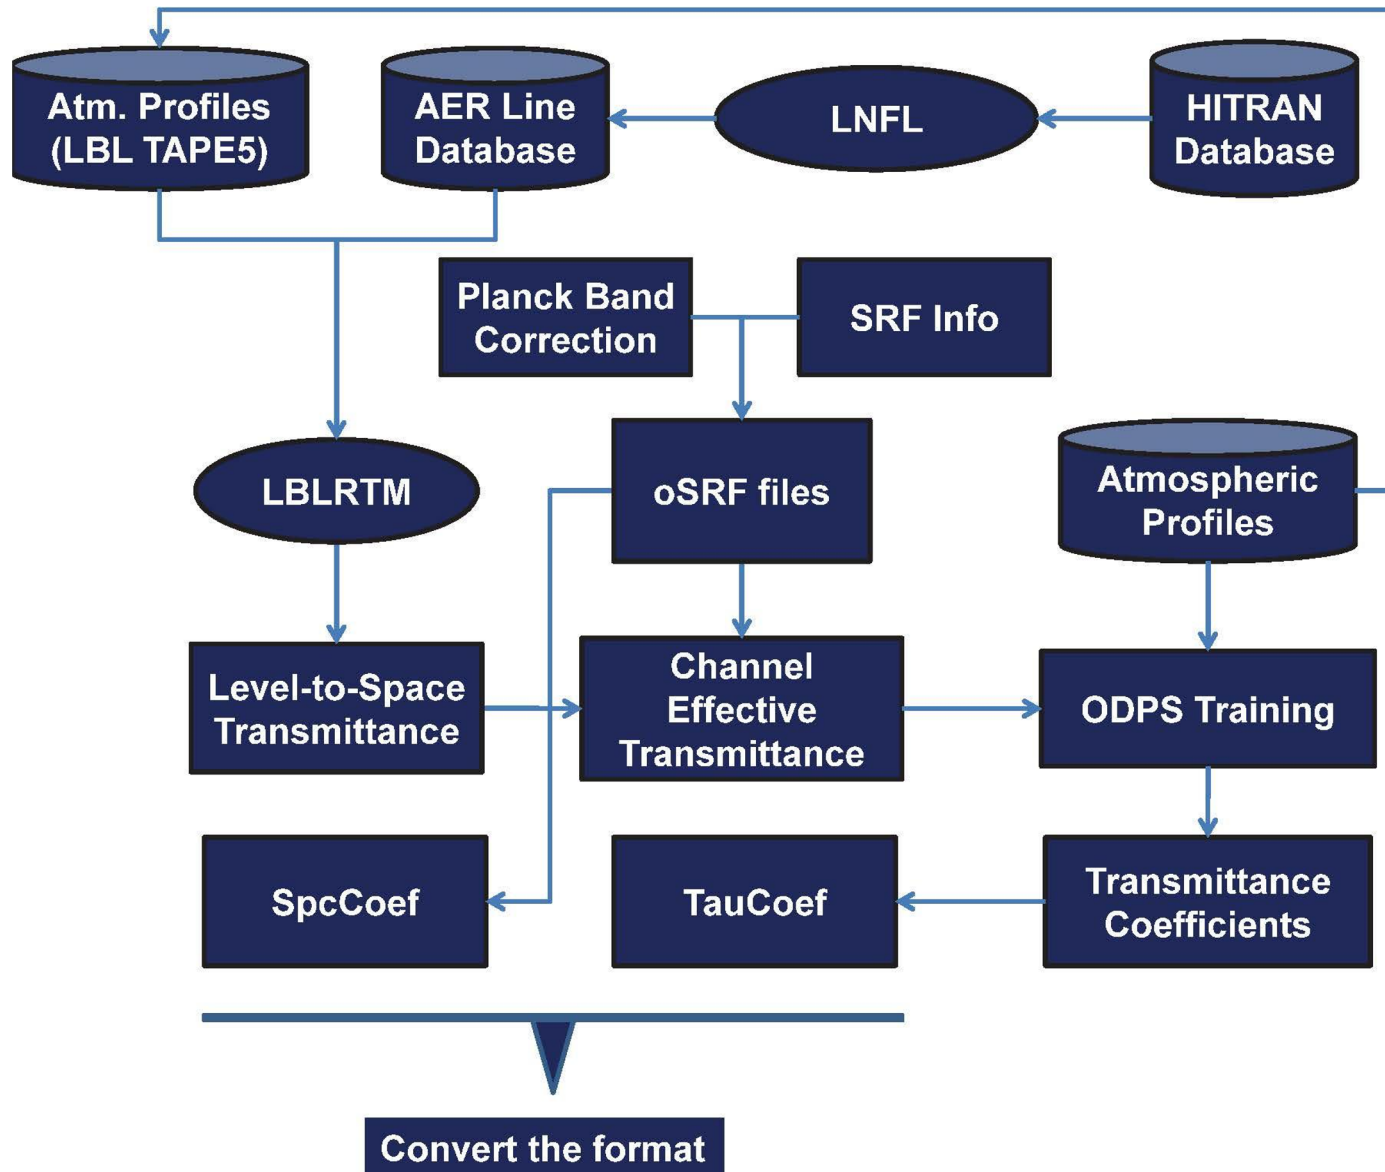 Atm. Profiles
(LBL TAPE5)
AER Line
Database
LNFL
HITRAN
Database
Planck Band
Correction
SRF Info
LBLRTM
oSRF files
Atmospheric
Profiles
Level-to-Space
Transmittance
Channel
Effective
Transmittance
ODPS Training
SpcCoef
TauCoef
Transmittance
Coefficients
Convert the format